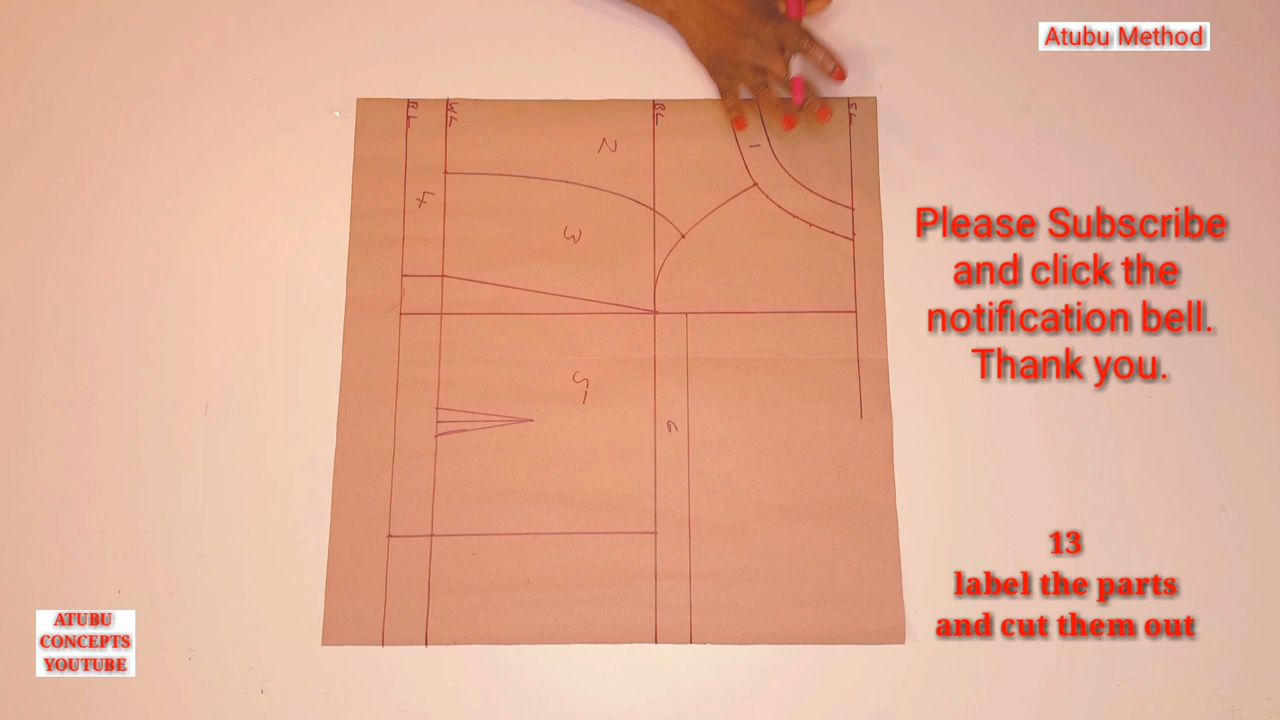 Atubu Method
B L
W L
B L
S L
1
2
3
4
5
6
Please Subscribe
and click the
notification bell.
Thank you.
13
label the parts
and cut them out
ATUBU
CONCEPTS
YOUTUBE